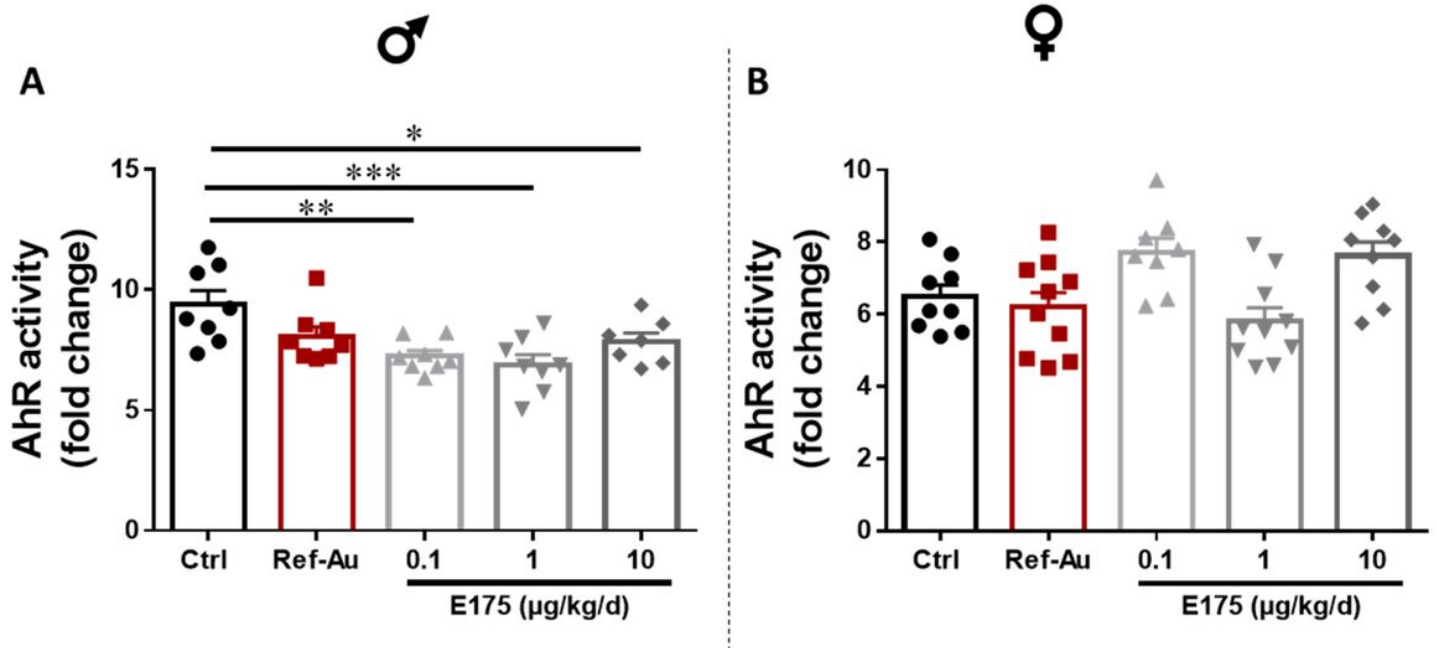 A
*
***
**
15
10
5
0
AhR activity
(fold change)
Ctrl Ref-Au 0.1 1 10
E175 (µg/kg/d)
B
10
8
6
4
2
0
AhR activity
(fold change)
Ctrl Ref-Au 0.1 1 10
E175 (µg/kg/d)